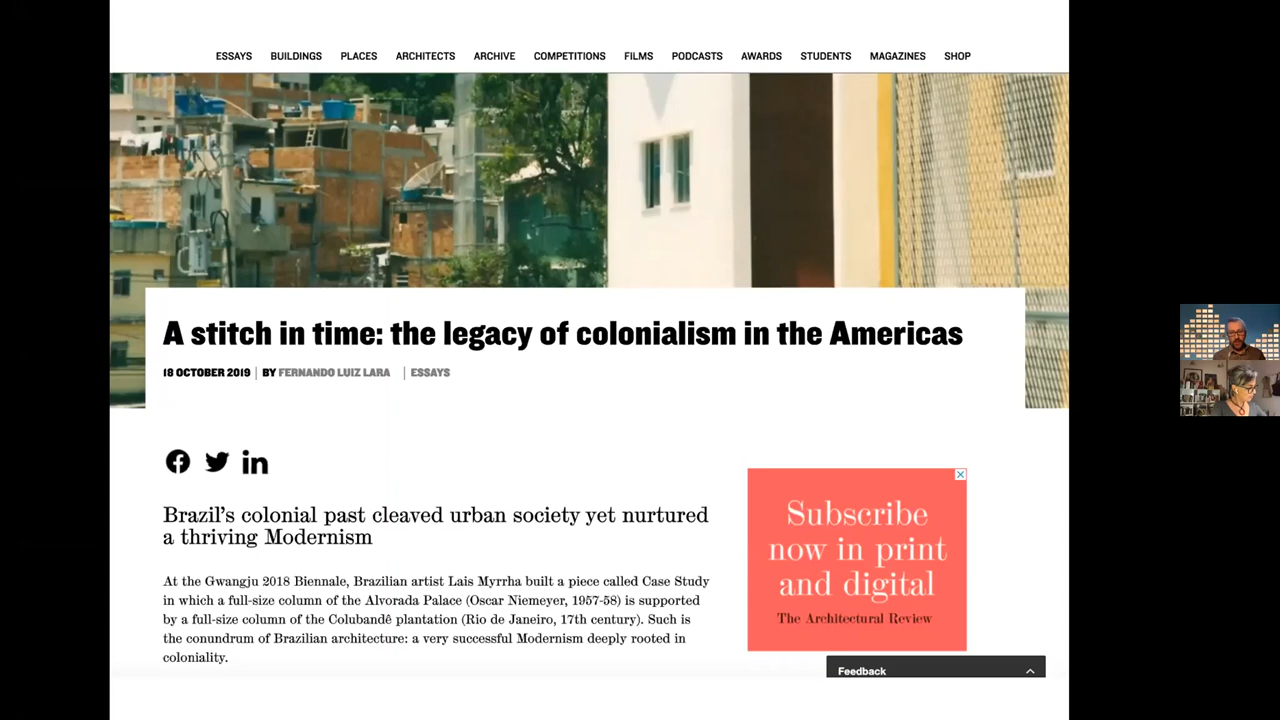 ESSAYS BUILDINGS PLACES ARCHITECTS ARCHIVE COMPETITIONS FILMS PODCASTS AWARDS STUDENTS MAGAZINES SHOP
A stitch in time: the legacy of colonialism in the Americas
18 OCTOBER 2019 | BY FERNANDO LUIZ LARA | ESSAYS
Brazil's colonial past cleaved urban society yet nurtured
a thriving Modernism
At the Gwangju 2018 Biennale, Brazilian artist Lais Myrrha built a piece called Case Study
in which a full-size column of the Alvorada Palace (Oscar Niemeyer, 1957-58) is supported
by a full-size column of the Colubandê plantation (Rio de Janeiro, 17th century). Such is
the conundrum of Brazilian architecture: a very successful Modernism deeply rooted in
coloniality.
Subscribe
now in print
and digital
The Architectural Review
Feedback